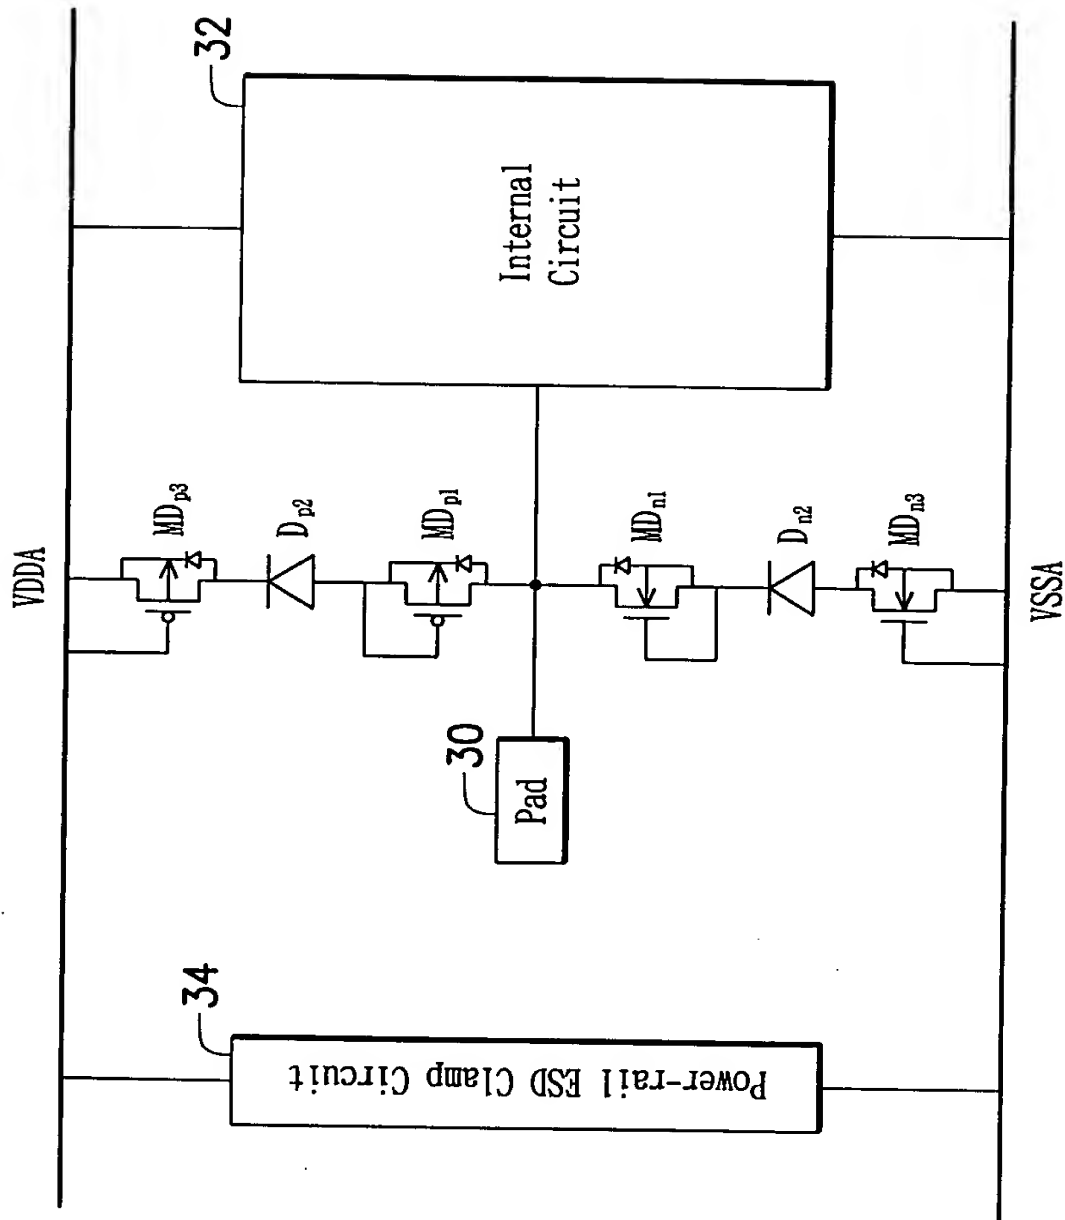 VDDA
32
Internal
Circuit
MDp3
Dp2
MDp1
MDn1
Dn2
MDn3
VSSA
30
Pad
34
Power-rail ESD Clamp Circuit